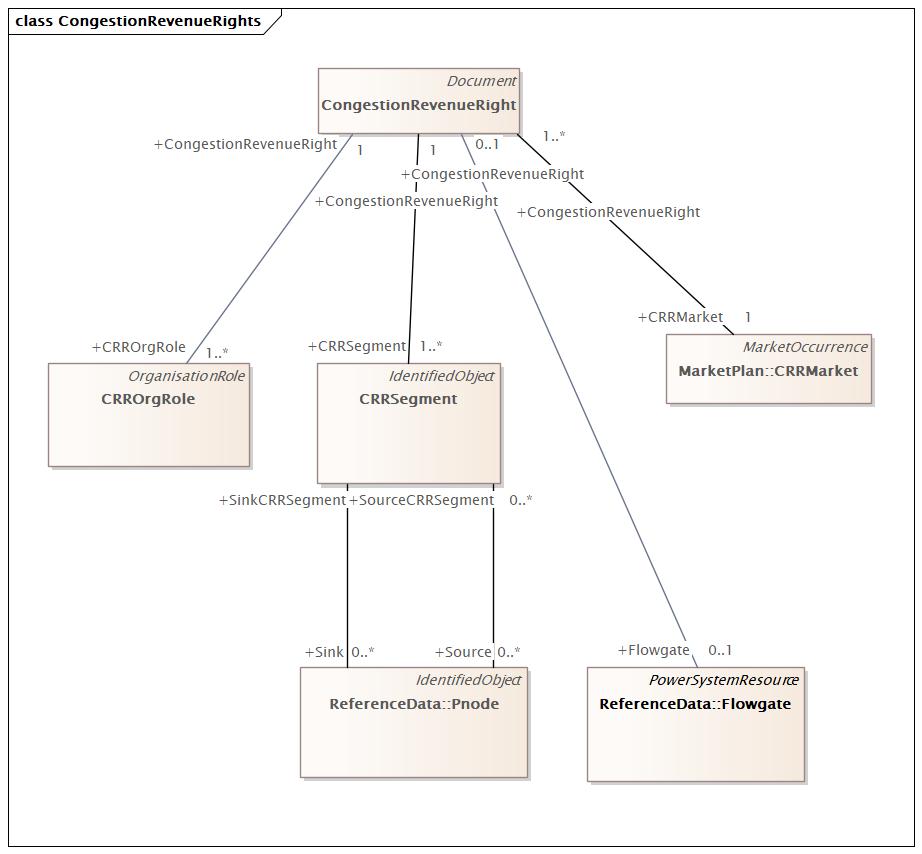 class CongestionRevenueRights
Document
CongestionRevenueRight
+CongestionRevenueRight
1
1
0..1
1..*
+CongestionRevenueRight
+CongestionRevenueRight
+CongestionRevenueRight
+CRRMarket 1
+CRROrgRole 1..*
+CRRSegment 1..*
MarketOccurrence
MarketPlan::CRRMarket
OrganisationRole
CRROrgRole
IdentifiedObject
CRRSegment
+SinkCRRSegment
+SourceCRRSegment 0..*
+Sink 0..*
+Source 0..*
+Flowgate 0..1
IdentifiedObject
ReferenceData::Pnode
PowerSystemResource
ReferenceData::Flowgate